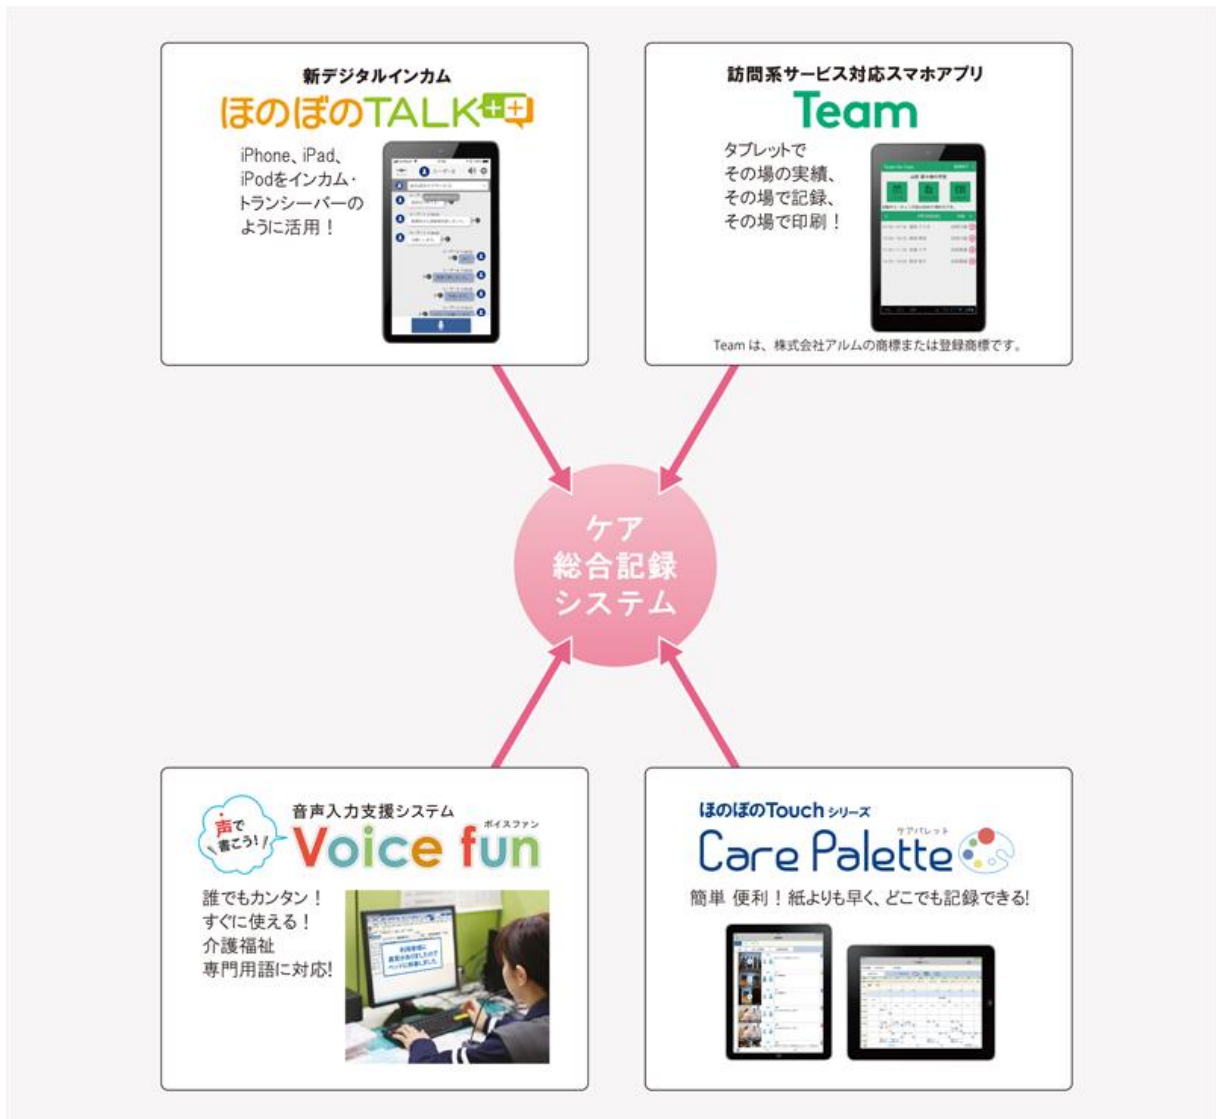 新デジタルインカム
ほのぼのTALK++
iPhone、iPad、
iPodをインカム・
トランシーバーの
ように活用！
訪問系サービス対応スマホアプリ
Team
タブレットで
その場の実績、
その場で記録、
その場で印刷！
Team は、株式会社アルムの商標または登録商標です。
ケア
総合記録
システム
声で
書こう！
音声入力支援システム
ボイスファン
Voice fun
誰でもカンタン！
すぐに使える！
介護福祉
専門用語に対応!
ほのぼのTouch シリーズ
ケアパレット
Care Palette
簡単 便利！紙よりも早く、どこでも記録できる!